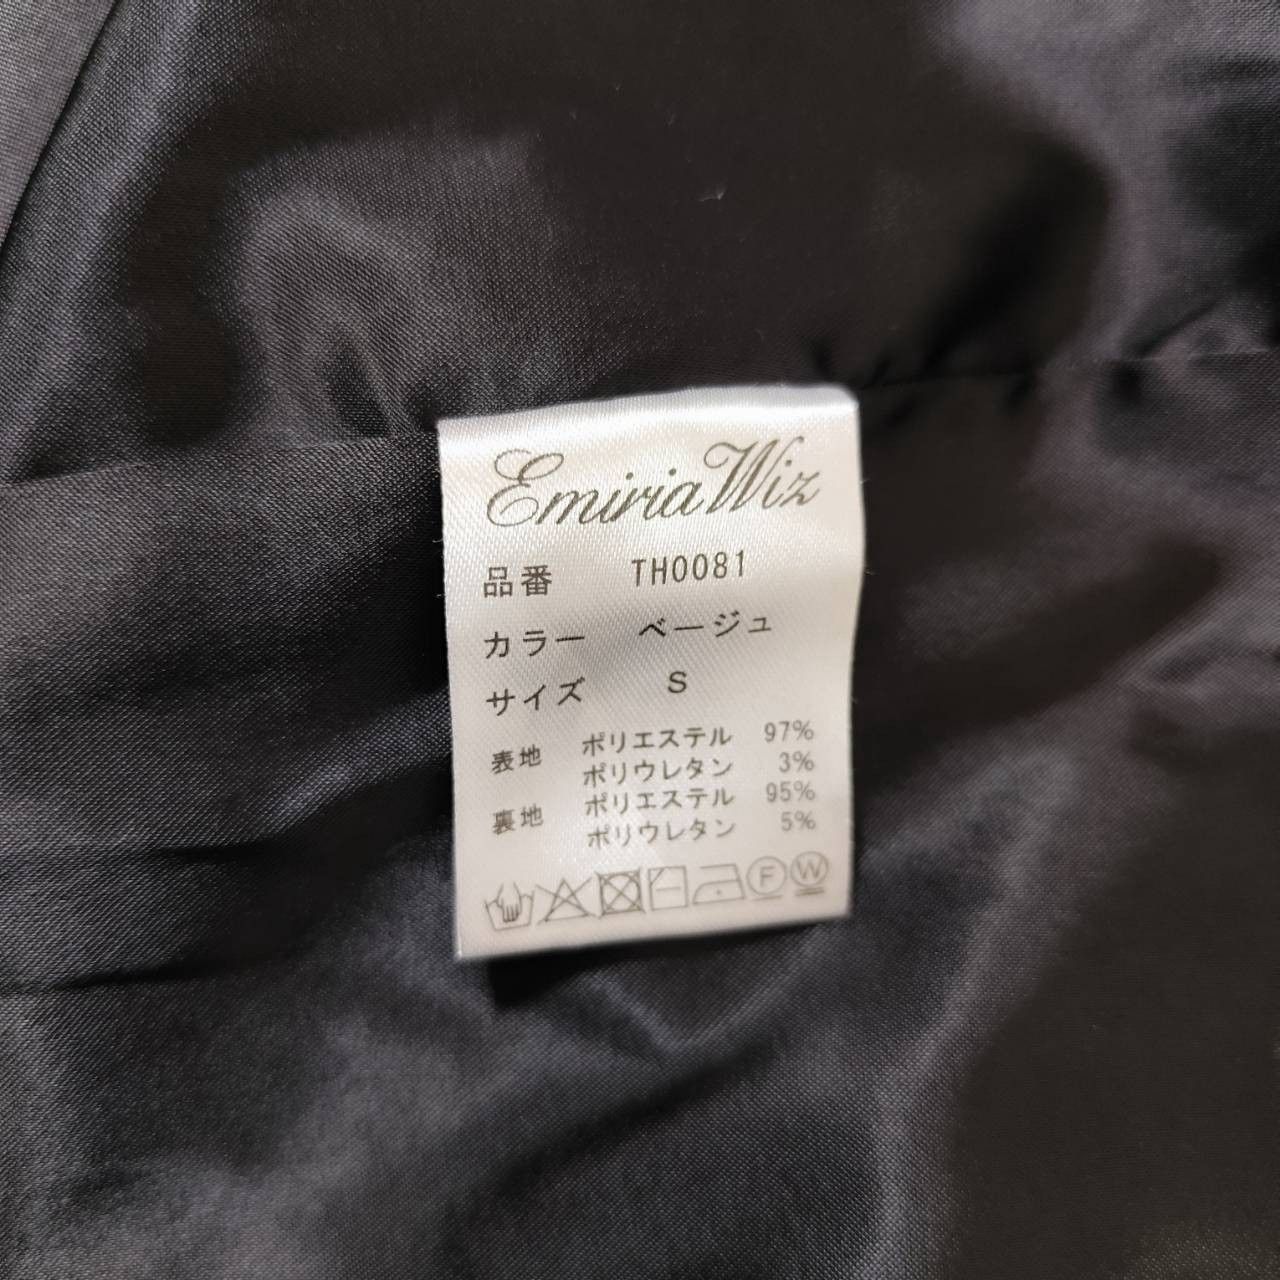 EmiriaWiz
品番 TH0081
カラー ベージュ
サイズ S
表地 ポリエステル 97%
ポリウレタン 3%
裏地 ポリエステル 95%
ポリウレタン 5%
F W